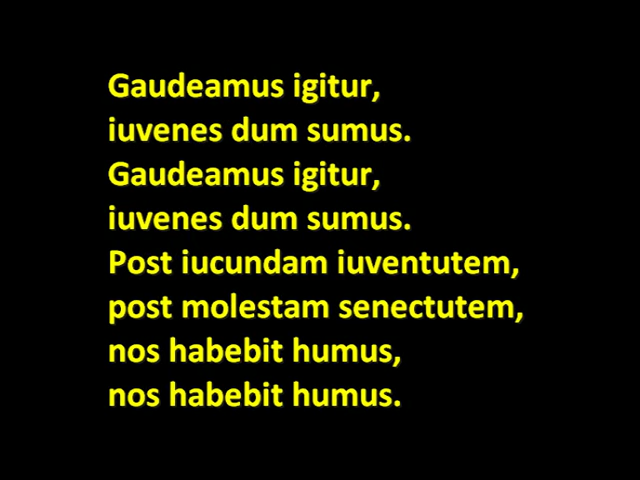 Gaudeamus igitur,
iuvenes dum sumus.
Gaudeamus igitur,
iuvenes dum sumus.
Post iucundam iuventutem,
post molestam senectutem,
nos habebit humus,
nos habebit humus.